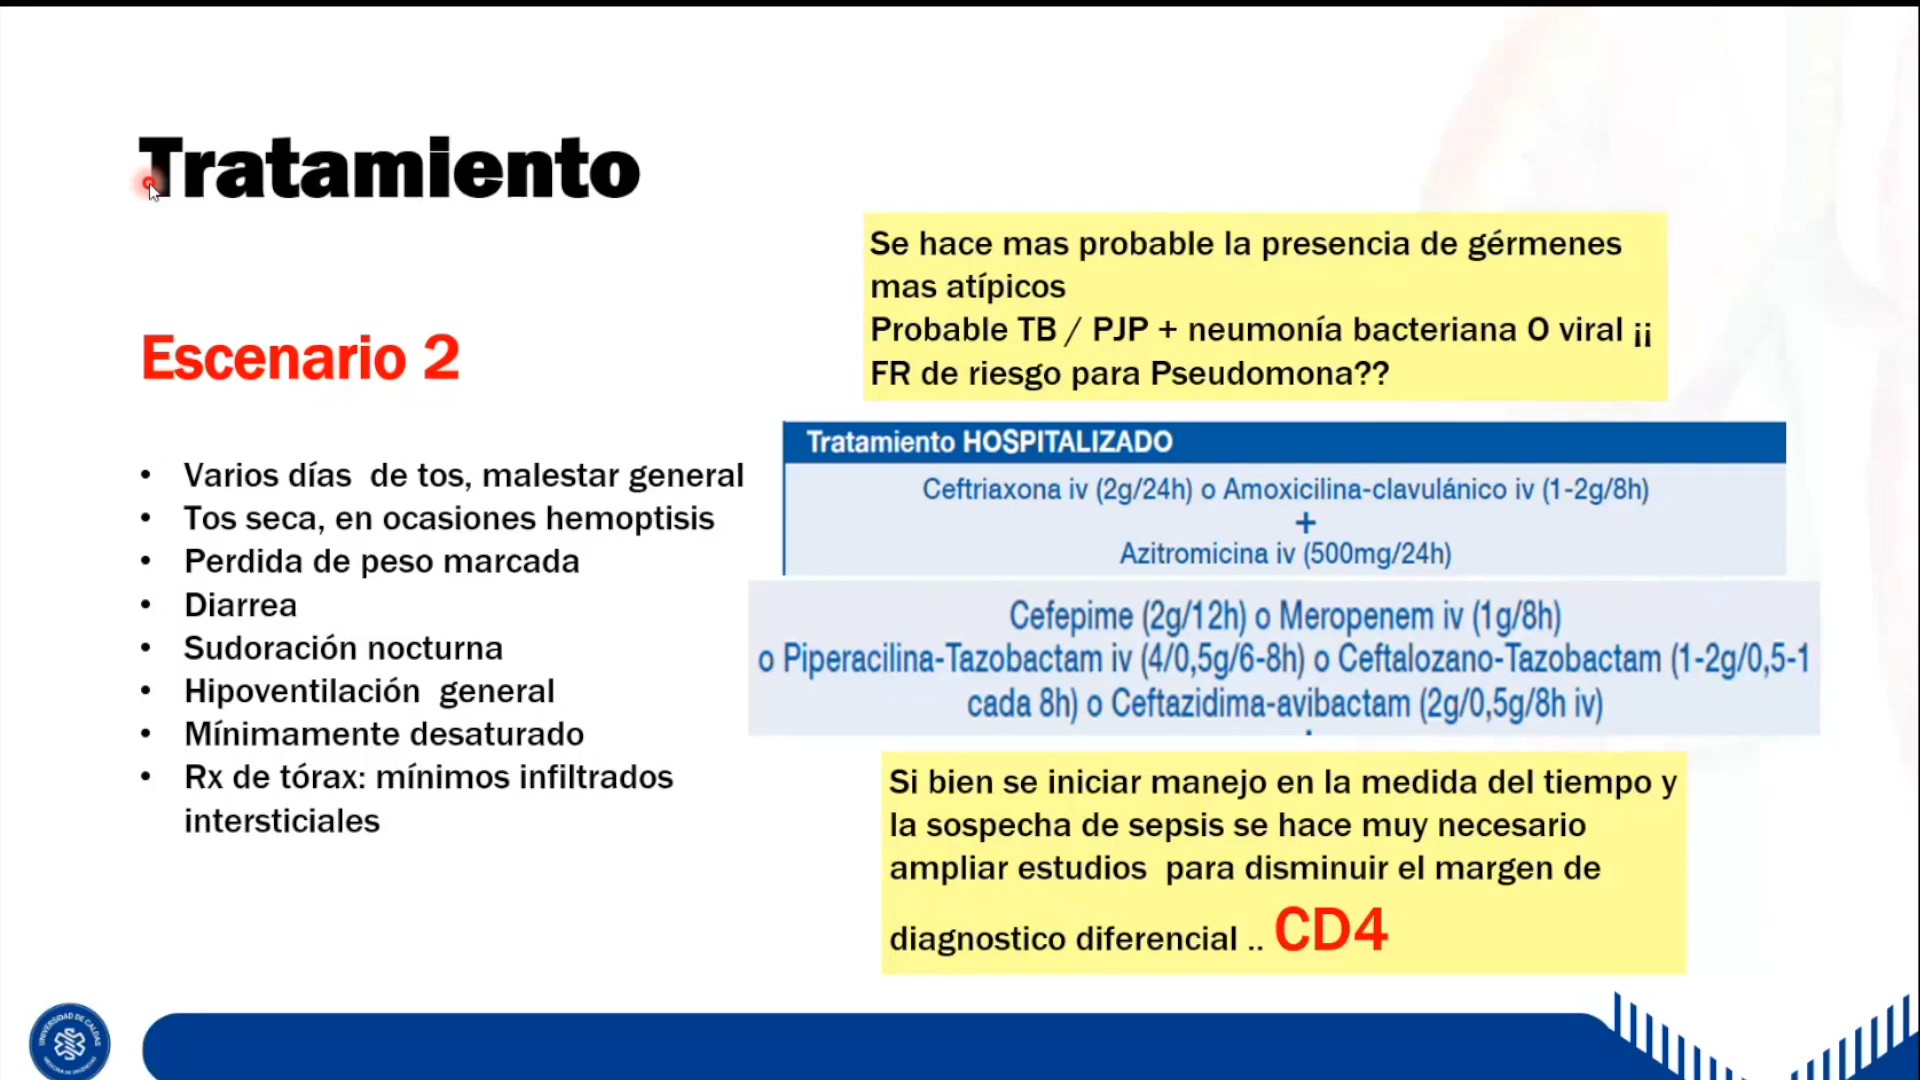 Tratamiento
Escenario 2
• Varios días de tos, malestar general
• Tos seca, en ocasiones hemoptisis
• Perdida de peso marcada
• Diarrea
• Sudoración nocturna
• Hipoventilación general
• Mínimamente desaturado
• Rx de tórax: mínimos infiltrados
intersticiales
Se hace mas probable la presencia de gérmenes
mas atípicos
Probable TB / PJP + neumonía bacteriana O viral ¡¡
FR de riesgo para Pseudomona??
Tratamiento HOSPITALIZADO
Ceftriaxona iv (2g/24h) o Amoxicilina-clavulánico iv (1-2g/8h)
+
Azitromicina iv (500mg/24h)
Cefepime (2g/12h) o Meropenem iv (1g/8h)
o Piperacilina-Tazobactam iv (4/0,5g/6-8h) o Ceftalozano-Tazobactam (1-2g/0,5-1
cada 8h) o Ceftazidima-avibactam (2g/0,5g/8h iv)
Si bien se iniciar manejo en la medida del tiempo y
la sospecha de sepsis se hace muy necesario
ampliar estudios para disminuir el margen de
diagnostico diferencial .. CD4
UNIVERSIDAD DE CALDAS
MEDICINA DE URGENCIAS